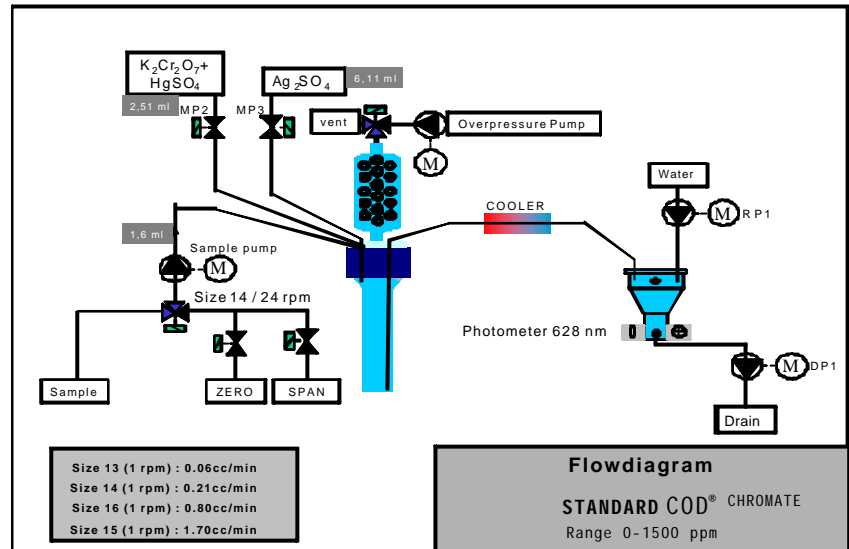 K2Cr2O7+
HgSO4
2,51 ml
MP2
Ag2SO4
6,11 ml
MP3
vent
Overpressure Pump
M
Water
M
RP1
COOLER
1,6 ml
Sample pump
M
Size 14 / 24 rpm
Photometer 628 nm
M
DP1
Sample
ZERO
SPAN
Drain
Size 13 (1 rpm) : 0.06cc/min
Size 14 (1 rpm) : 0.21cc/min
Size 16 (1 rpm) : 0.80cc/min
Size 15 (1 rpm) : 1.70cc/min
Flowdiagram
STANDARD COD® CHROMATE
Range 0-1500 ppm